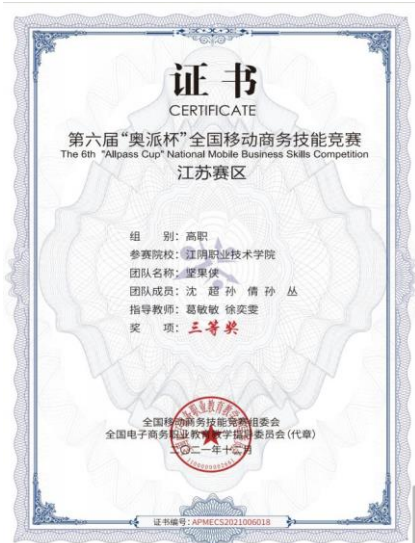 证书
CERTIFICATE
第六届“奥派杯”全国移动商务技能竞赛
The 6th "Allpass Cup" National Mobile Business Skills Competition
江苏赛区
组 别：高职
参赛院校：江阴职业技术学院
团队名称：坚果侠
团队成员：沈 超 孙 倩 孙 丛
指导教师：葛敏敏 徐奕雯
奖 项：三等奖
全国移动商务技能竞赛组委会
全国电子商务职业教育教学指导委员会（代章）
二〇二一年十
证书编号：APMECS2021006018